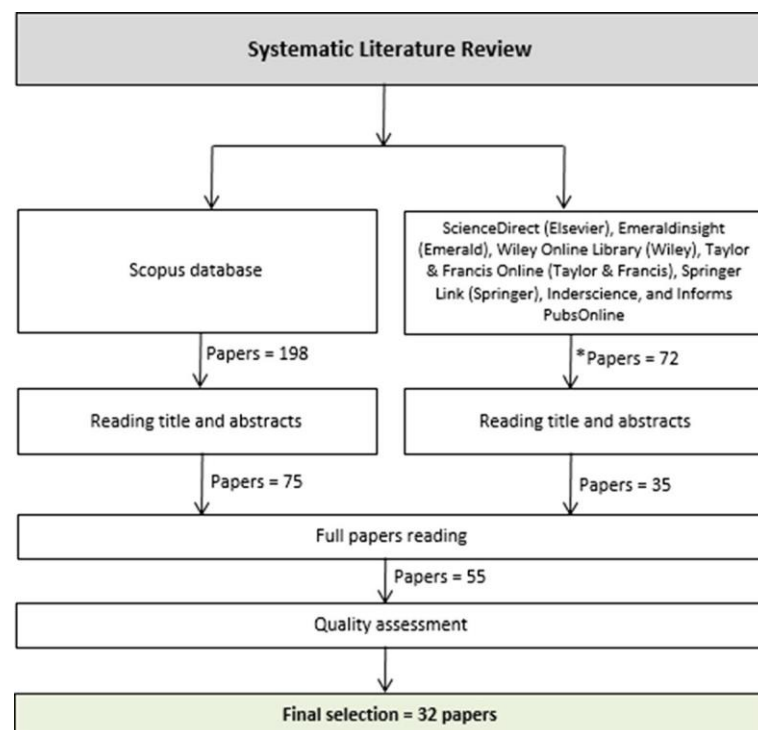 Systematic Literature Review
Scopus database
ScienceDirect (Elsevier), Emeraldinsight
(Emerald), Wiley Online Library (Wiley), Taylor
& Francis Online (Taylor & Francis), Springer
Link (Springer), Inderscience, and Informs
PubsOnline
Papers = 198
*Papers = 72
Reading title and abstracts
Reading title and abstracts
Papers = 75
Papers = 35
Full papers reading
Papers = 55
Quality assessment
Final selection = 32 papers